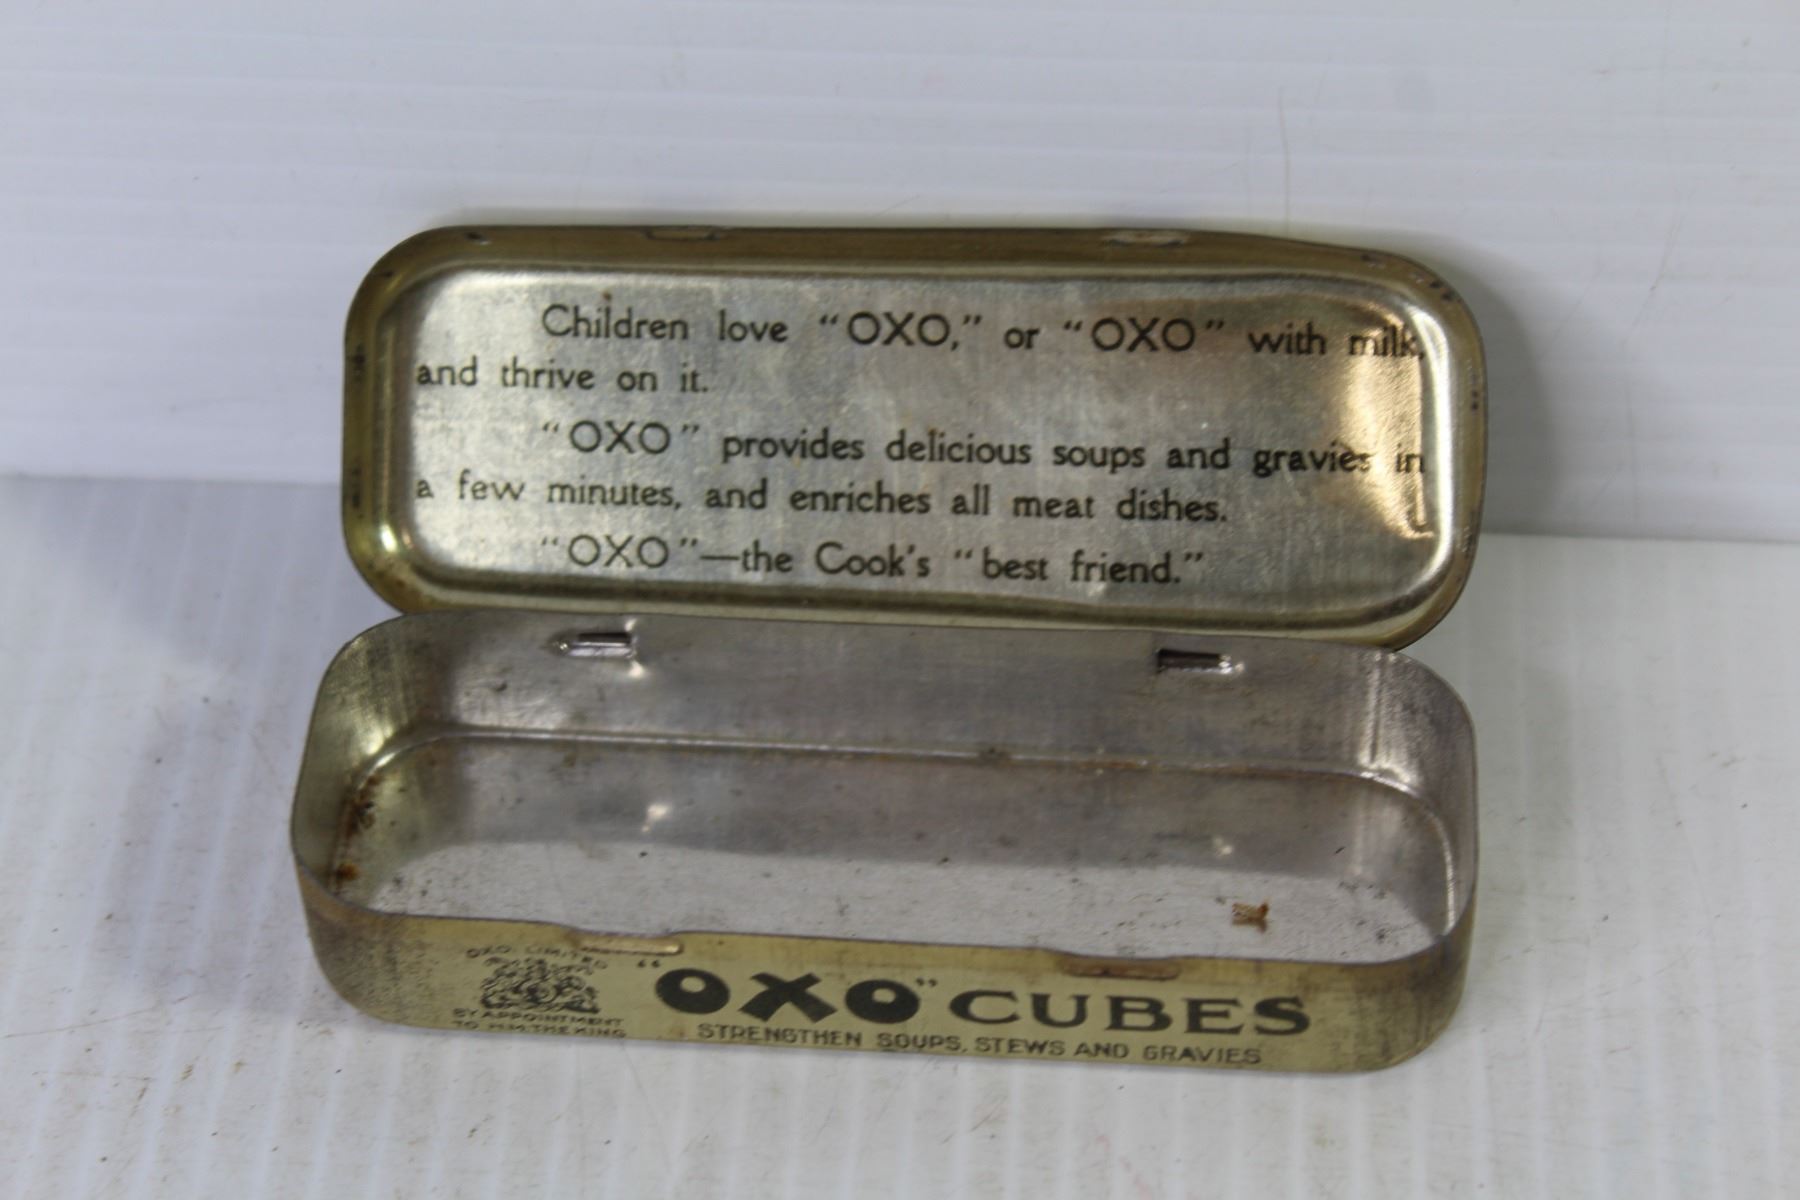 Children love "OXO," or "OXO" with milk,
and thrive on it.
"OXO" provides delicious soups and gravies in
a few minutes, and enriches all meat dishes.
"OXO"—the Cook's "best friend."
OXO. LIMITED
BY APPOINTMENT
TO H.M. THE KING
"OXO" CUBES
STRENGTHEN SOUPS, STEWS AND GRAVIES